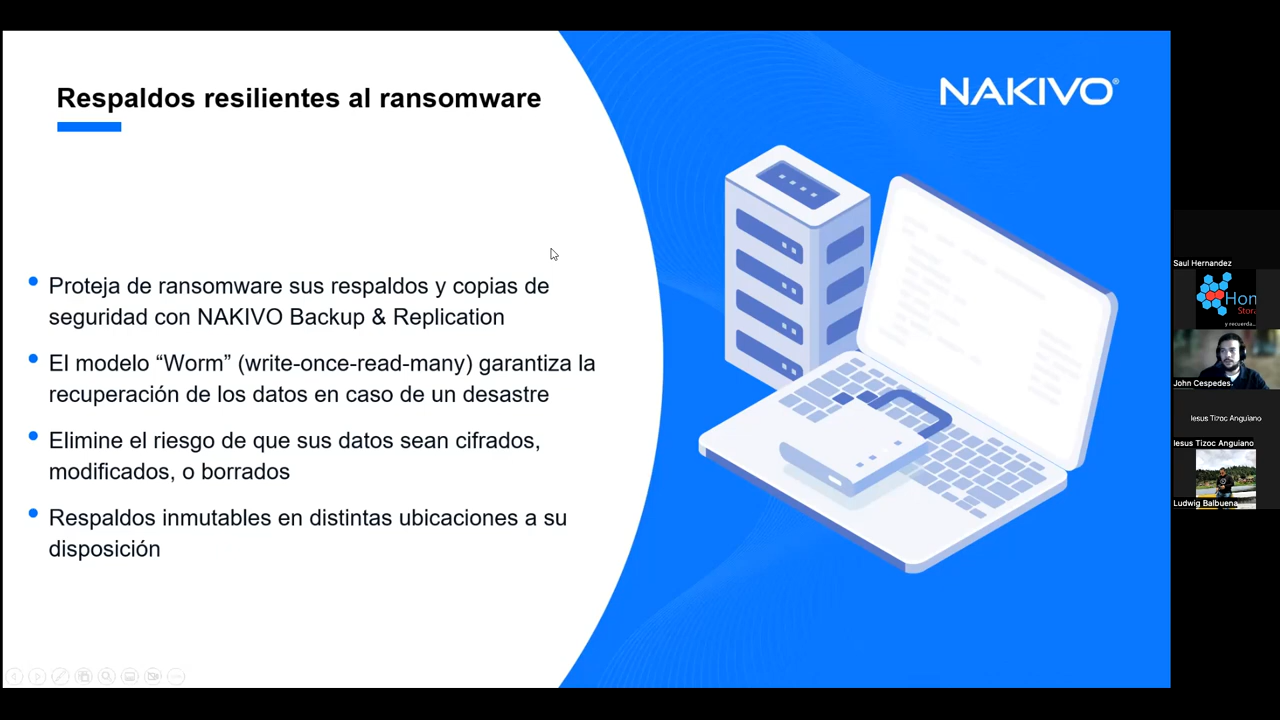 Respaldos resilientes al ransomware
NAKIVO®
Proteja de ransomware sus respaldos y copias de
seguridad con NAKIVO Backup & Replication
El modelo “Worm” (write-once-read-many) garantiza la
recuperación de los datos en caso de un desastre
Elimine el riesgo de que sus datos sean cifrados,
modificados, o borrados
Respaldos inmutables en distintas ubicaciones a su
disposición
Saul Hernandez
Hon
Stora
y recuerda...
John Cespedes
Iesus Tizoc Anguiano
Iesus Tizoc Anguiano
Ludwig Balbuena